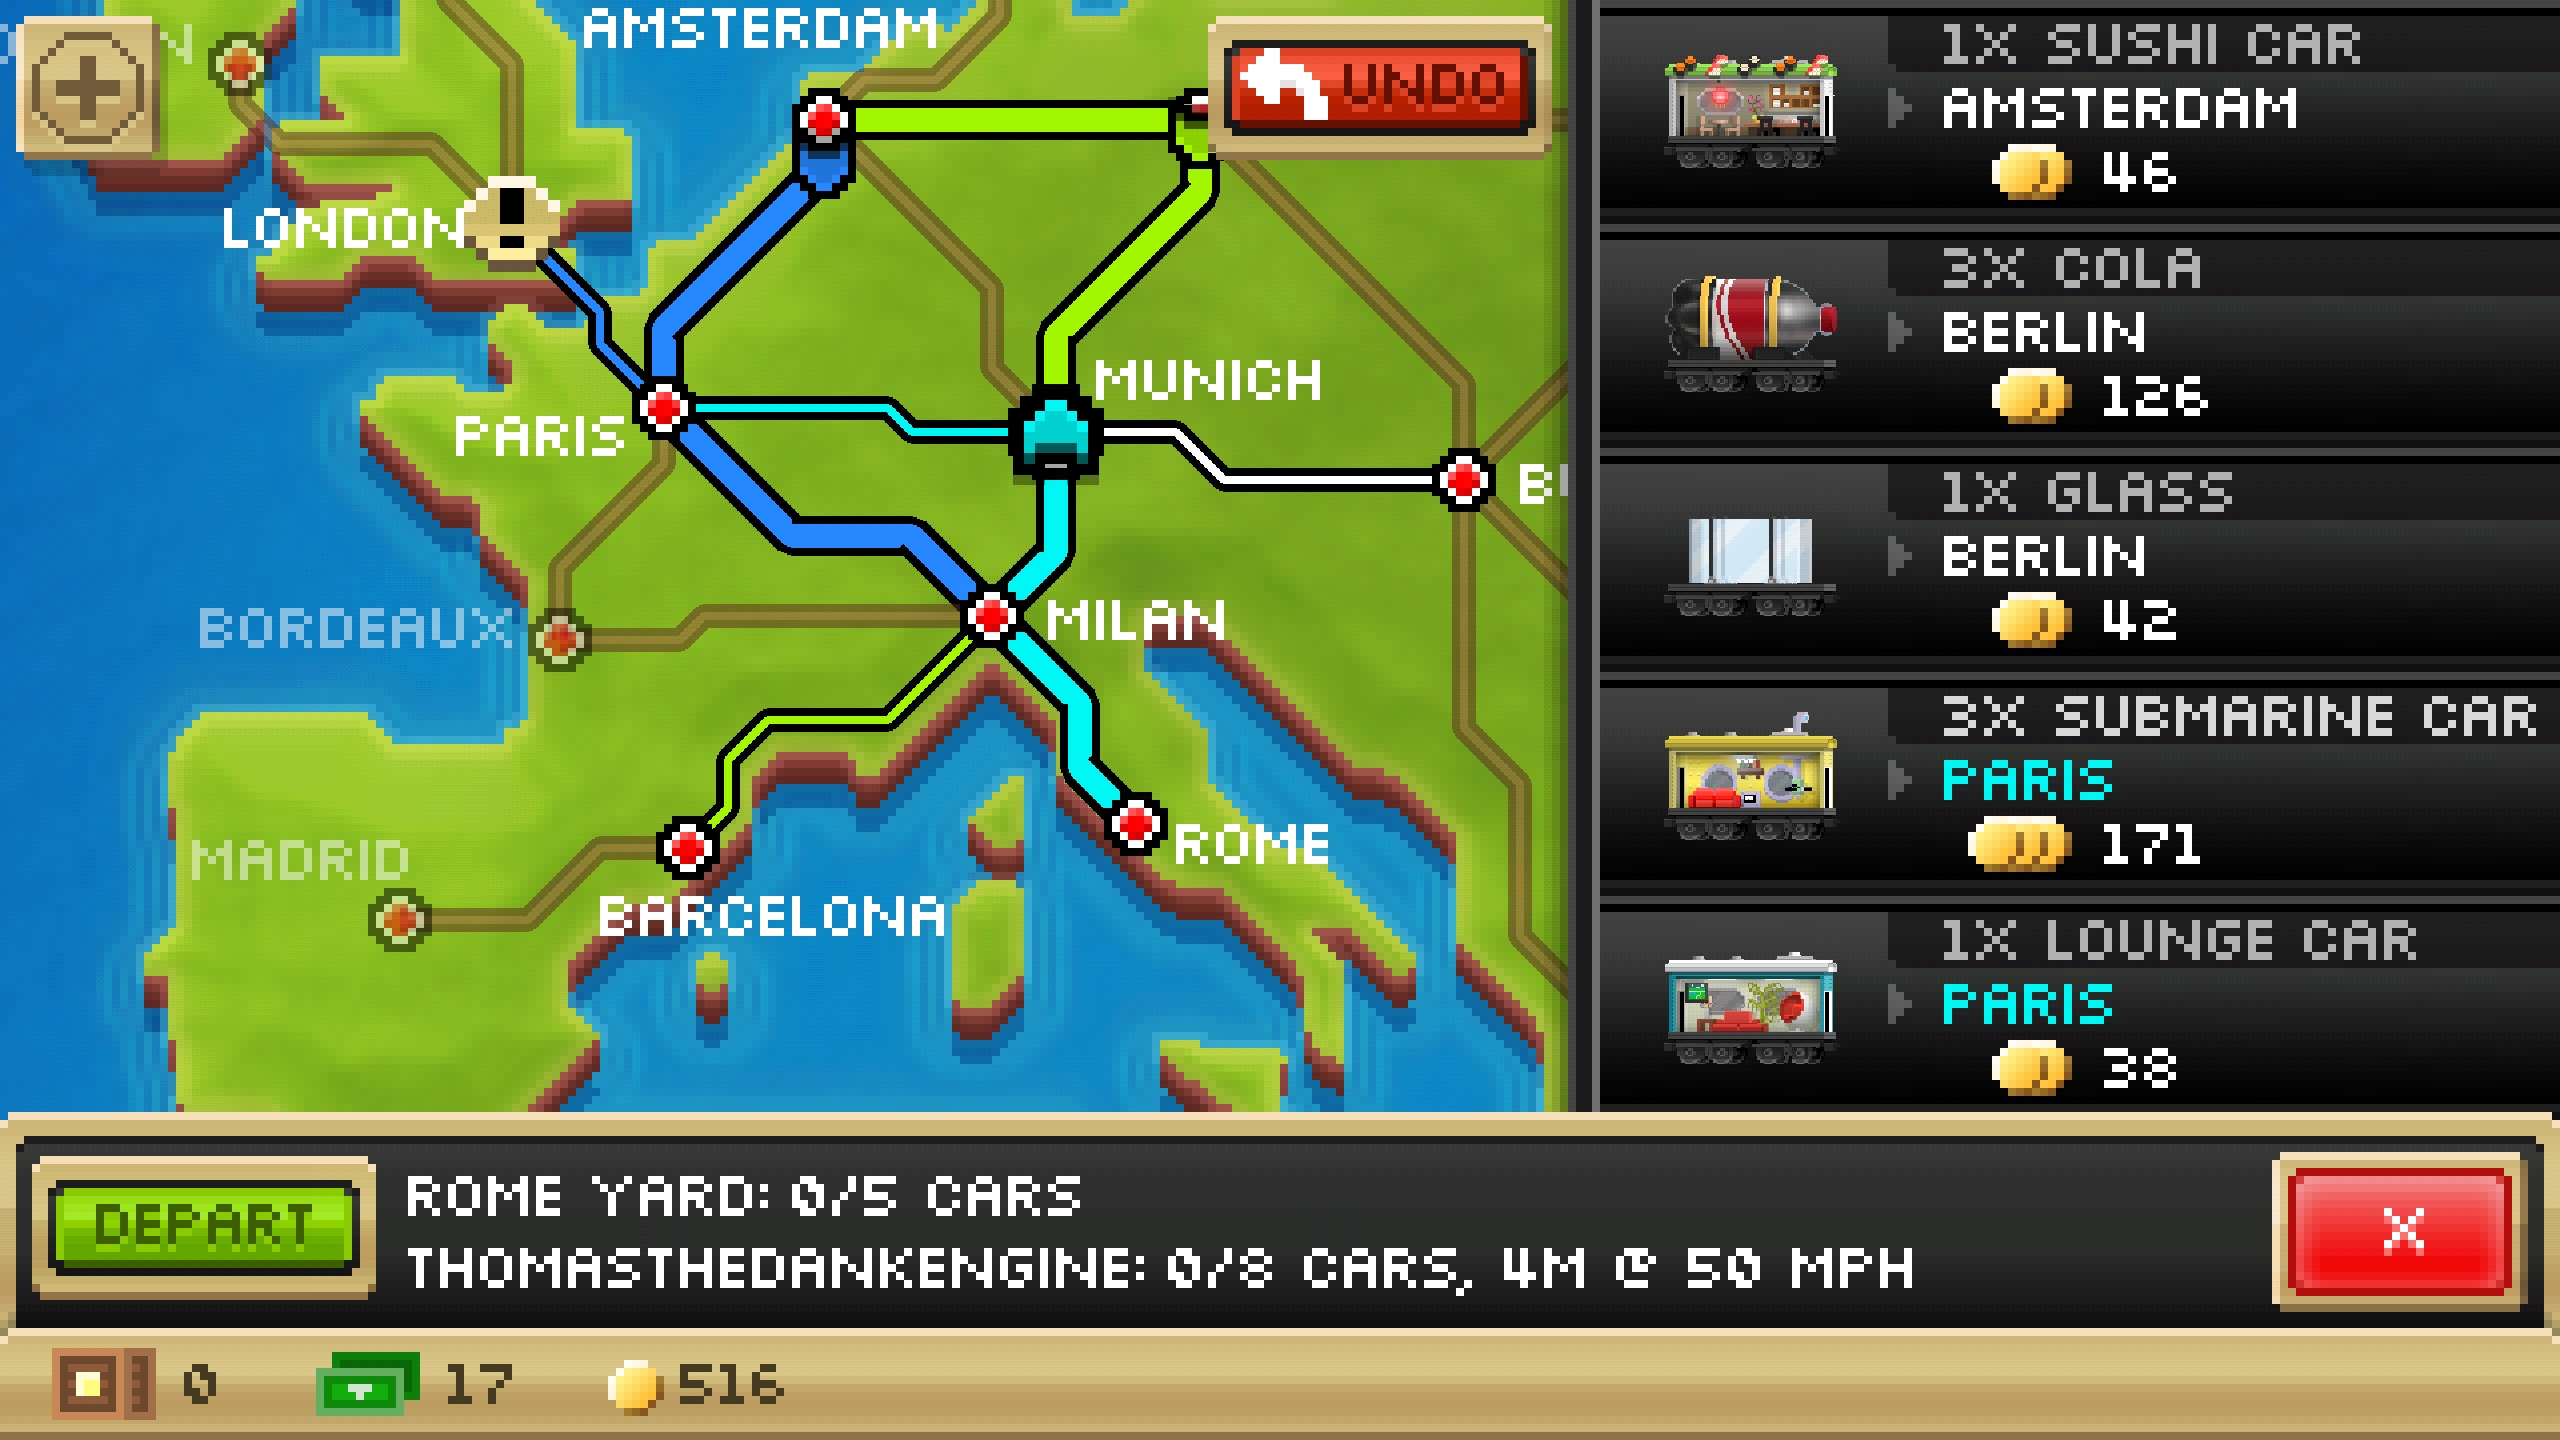 AMSTERDAM
UNDO
LONDON
MUNICH
PARIS
BORDEAUX
MILAN
MADRID
ROME
BARCELONA
1X SUSHI CAR
AMSTERDAM
46
3X COLA
BERLIN
126
1X GLASS
BERLIN
42
3X SUBMARINE CAR
PARIS
171
1X LOUNGE CAR
PARIS
38
DEPART
ROME YARD: 0/5 CARS
THOMASTHEDANKENGINE: 0/8 CARS, 4M @ 50 MPH
X
0
17
516